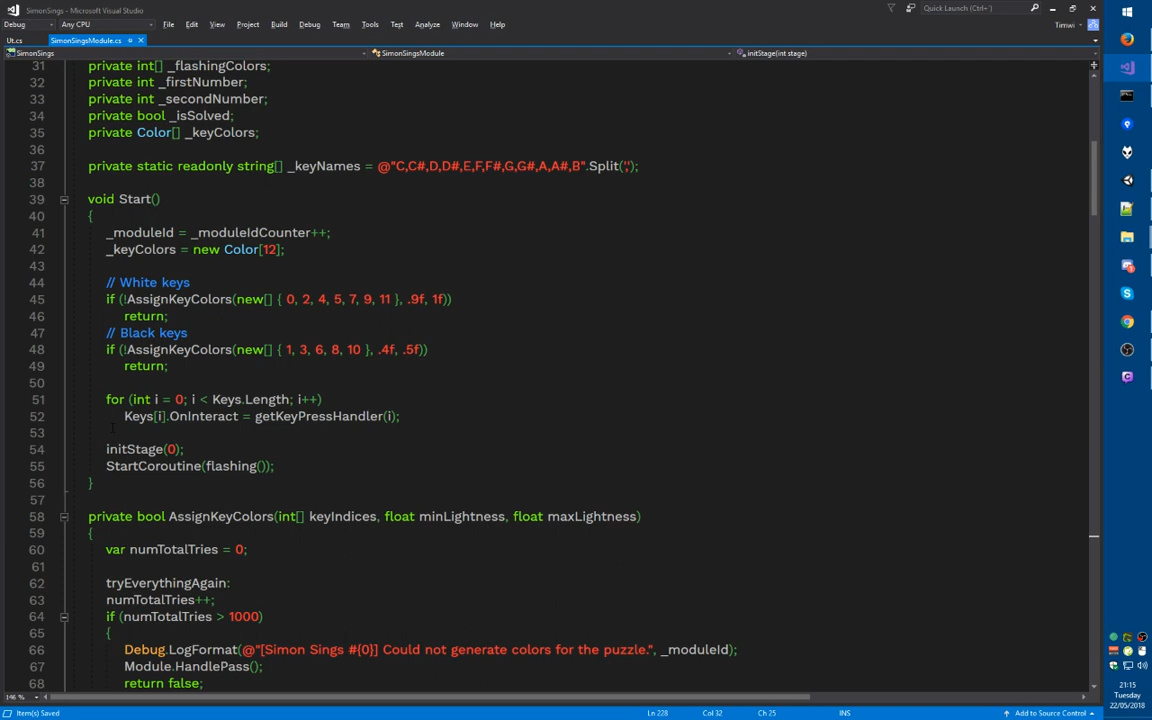 SimonSings - Microsoft Visual Studio
Quick Launch (Ctrl+`)
Debug Any CPU File Edit View Project Build Debug Team Tools Test Analyze Window Help Timwi
Ut.cs SimonSingsModule.cs
SimonSings SimonSingsModule initStage(int stage)
31 private int[] _flashingColors;
32 private int _firstNumber;
33 private int _secondNumber;
34 private bool _isSolved;
35 private Color[] _keyColors;
36
37 private static readonly string[] _keyNames = @"C,C#,D,D#,E,F,F#,G,G#,A,A#,B".Split(',');
38
39 void Start()
40 {
41 _moduleId = _moduleIdCounter++;
42 _keyColors = new Color[12];
43
44 // White keys
45 if (!AssignKeyColors(new[] { 0, 2, 4, 5, 7, 9, 11 }, .9f, 1f))
46 return;
47 // Black keys
48 if (!AssignKeyColors(new[] { 1, 3, 6, 8, 10 }, .4f, .5f))
49 return;
50
51 for (int i = 0; i < Keys.Length; i++)
52 Keys[i].OnInteract = getKeyPressHandler(i);
53
54 initStage(0);
55 StartCoroutine(flashing());
56 }
57
58 private bool AssignKeyColors(int[] keyIndices, float minLightness, float maxLightness)
59 {
60 var numTotalTries = 0;
61
62 tryEverythingAgain:
63 numTotalTries++;
64 if (numTotalTries > 1000)
65 {
66 Debug.LogFormat(@"[Simon Sings #{0}] Could not generate colors for the puzzle.", _moduleId);
67 Module.HandlePass();
68 return false;
146 %
Item(s) Saved Ln 228 Col 32 Ch 25 INS Add to Source Control
21:15
Tuesday
22/05/2018